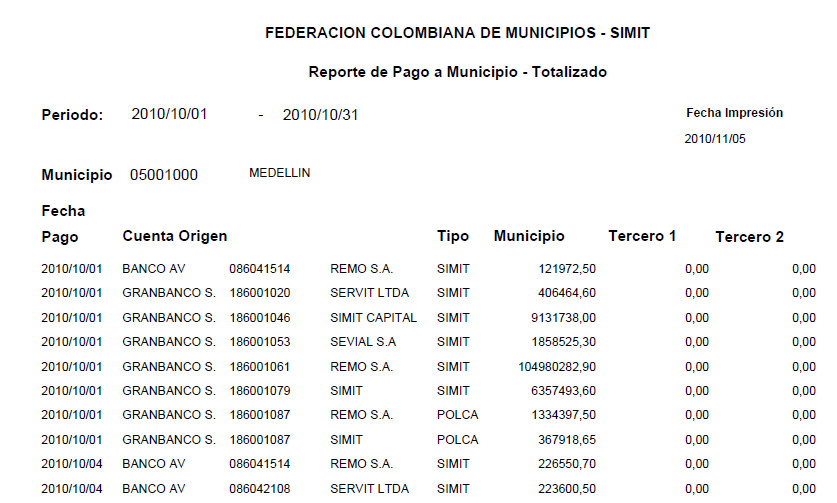 FEDERACION COLOMBIANA DE MUNICIPIOS - SIMIT
Reporte de Pago a Municipio - Totalizado
Periodo: 2010/10/01 - 2010/10/31 Fecha Impresión
2010/11/05
Municipio 05001000 MEDELLIN
Fecha
Pago Cuenta Origen Tipo Municipio Tercero 1 Tercero 2
2010/10/01 BANCO AV 086041514 REMO S.A. SIMIT 121972,50 0,00 0,00
2010/10/01 GRANBANCO S. 186001020 SERVIT LTDA SIMIT 406464,60 0,00 0,00
2010/10/01 GRANBANCO S. 186001046 SIMIT CAPITAL SIMIT 9131738,00 0,00 0,00
2010/10/01 GRANBANCO S. 186001053 SEVIAL S.A SIMIT 1858525,30 0,00 0,00
2010/10/01 GRANBANCO S. 186001061 REMO S.A. SIMIT 104980282,90 0,00 0,00
2010/10/01 GRANBANCO S. 186001079 SIMIT SIMIT 6357493,60 0,00 0,00
2010/10/01 GRANBANCO S. 186001087 REMO S.A. POLCA 1334397,50 0,00 0,00
2010/10/01 GRANBANCO S. 186001087 SIMIT POLCA 367918,65 0,00 0,00
2010/10/04 BANCO AV 086041514 REMO S.A. SIMIT 226550,70 0,00 0,00
2010/10/04 BANCO AV 086042108 SERVIT LTDA SIMIT 223600,50 0,00 0,00